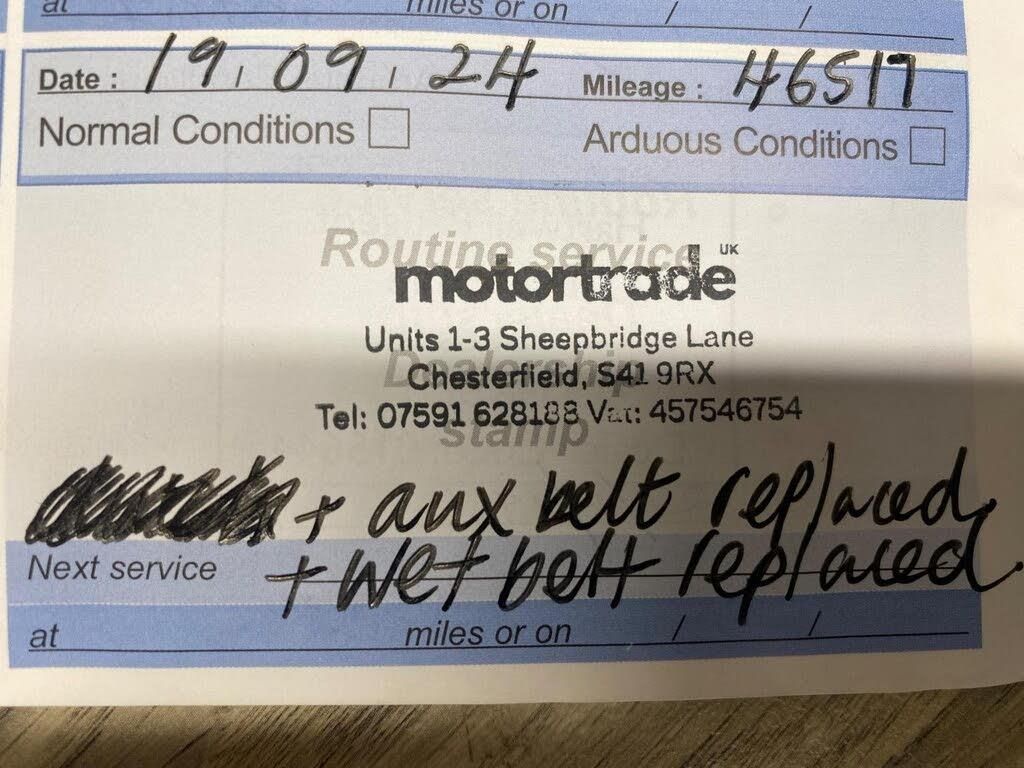 at miles or on / /
Date : 19 / 09 / 24 Mileage : 46517
Normal Conditions Arduous Conditions
Routine service
motortrade UK
Units 1-3 Sheepbridge Lane
Dealership
Chesterfield, S41 9RX
Tel: 07591 628188 Vat: 457546754
stamp
+ aux belt replaced.
Next service + wet belt replaced.
at miles or on / /